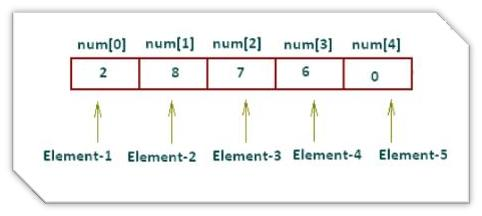 num[0] num[1] num[2] num[3] num[4]
2 8 7 6 0
Element-1 Element-2 Element-3 Element-4 Element-5